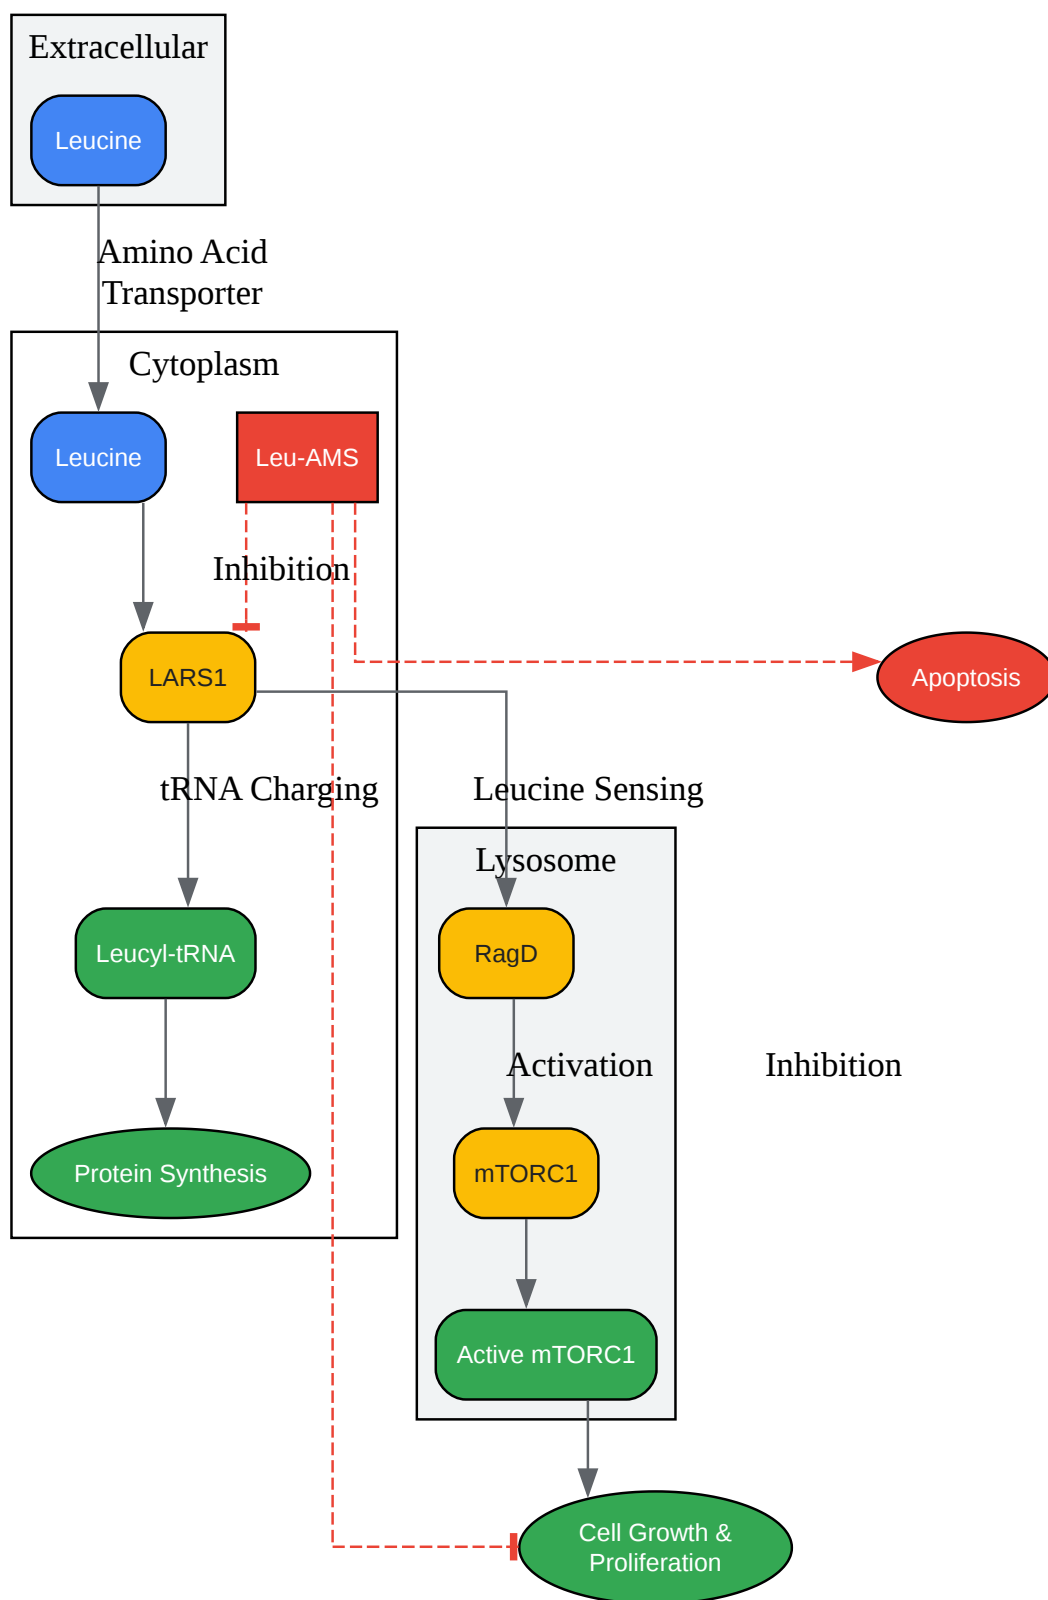 Extracellular
Leucine
Amino Acid
Transporter
Cytoplasm
Leucine
Leu-AMS
Inhibition
LARS1
Apoptosis
tRNA Charging
Leucine Sensing
Lysosome
Leucyl-tRNA
RagD
Activation
Inhibition
Protein Synthesis
mTORC1
Active mTORC1
Cell Growth &
Proliferation